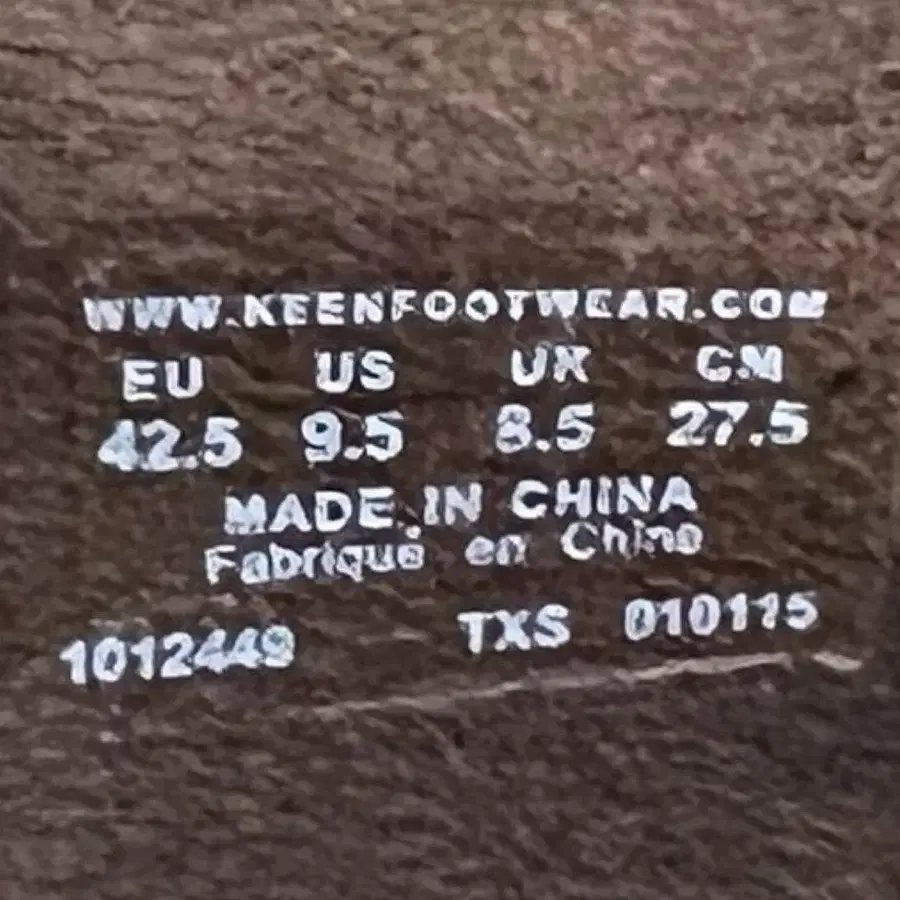 WWW.KEENFOOTWEAR.COM
EU US UK CM
42.5 9.5 8.5 27.5
MADE IN CHINA
Fabriqué en Chine
1012449 TXS 010115